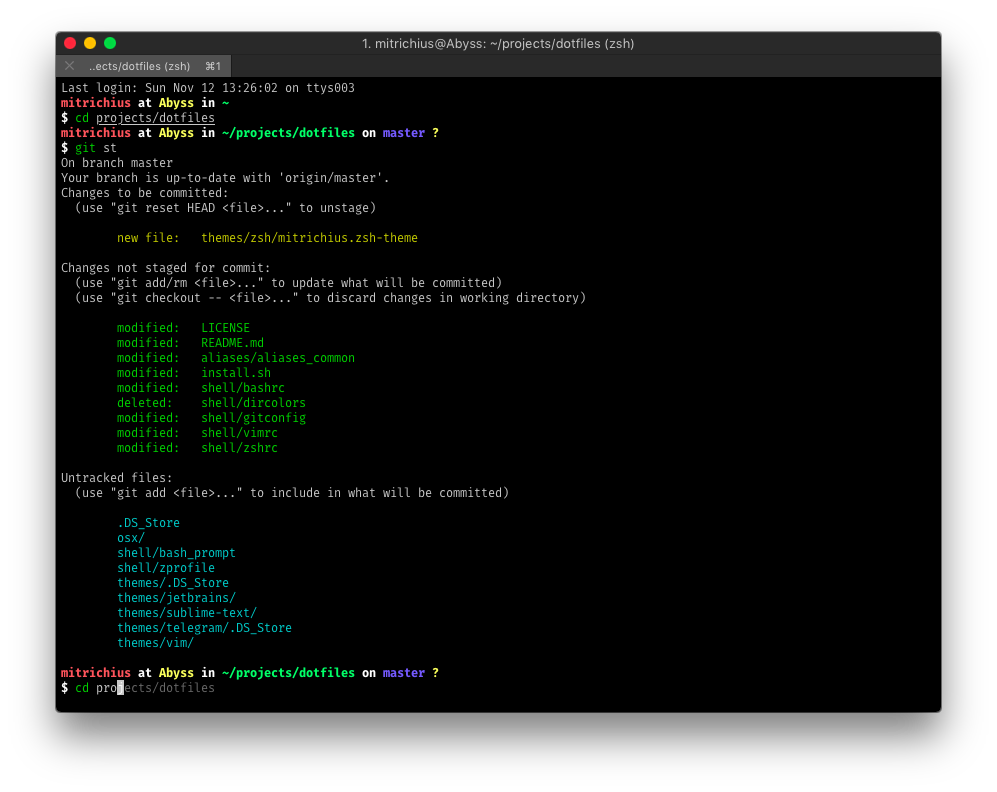 1. mitrichius@Abyss: ~/projects/dotfiles (zsh)
..ects/dotfiles (zsh) ⌘1
Last login: Sun Nov 12 13:26:02 on ttys003
mitrichius at Abyss in ~
$ cd projects/dotfiles
mitrichius at Abyss in ~/projects/dotfiles on master ?
$ git st
On branch master
Your branch is up-to-date with 'origin/master'.
Changes to be committed:
  (use "git reset HEAD <file>..." to unstage)
        new file:   themes/zsh/mitrichius.zsh-theme
Changes not staged for commit:
  (use "git add/rm <file>..." to update what will be committed)
  (use "git checkout -- <file>..." to discard changes in working directory)
        modified:   LICENSE
        modified:   README.md
        modified:   aliases/aliases_common
        modified:   install.sh
        modified:   shell/bashrc
        deleted:    shell/dircolors
        modified:   shell/gitconfig
        modified:   shell/vimrc
        modified:   shell/zshrc
Untracked files:
  (use "git add <file>..." to include in what will be committed)
        .DS_Store
        osx/
        shell/bash_prompt
        shell/zprofile
        themes/.DS_Store
        themes/jetbrains/
        themes/sublime-text/
        themes/telegram/.DS_Store
        themes/vim/
mitrichius at Abyss in ~/projects/dotfiles on master ?
$ cd projects/dotfiles